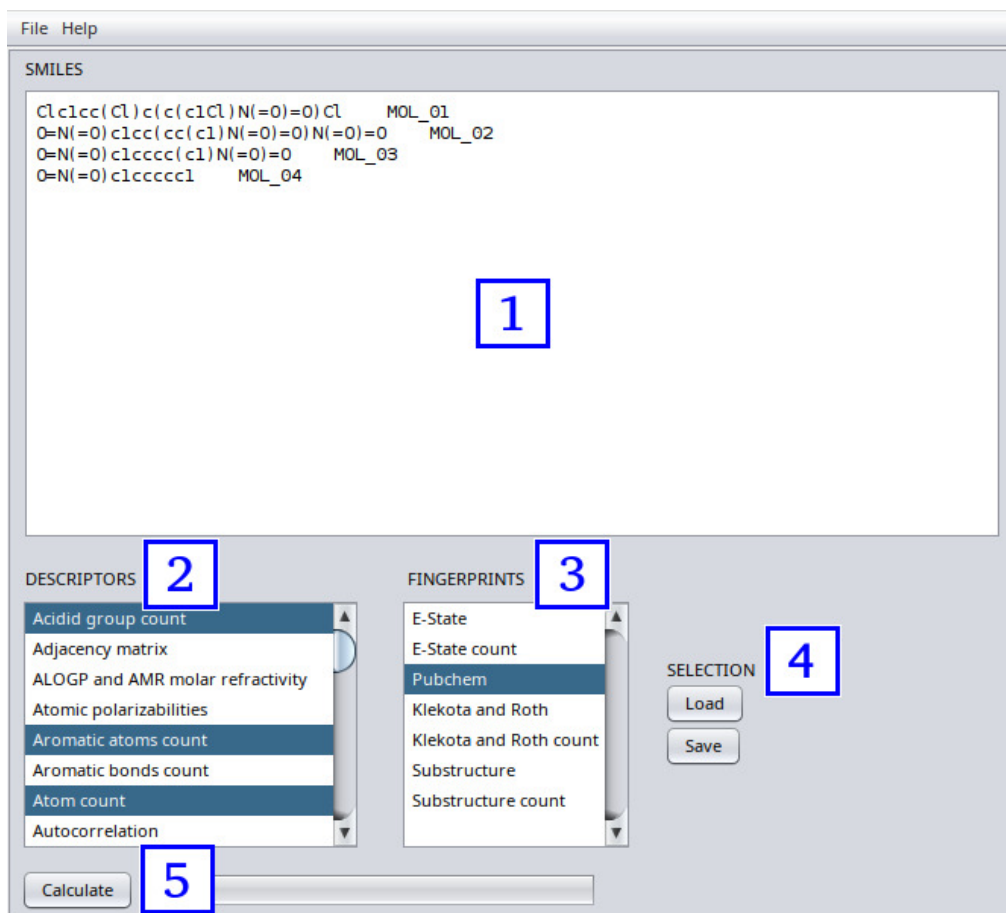 File Help
SMILES
Clc1cc(Cl)c(c(c1Cl)N(=O)=O)Cl MOL_01
O=N(=O)c1cc(cc(c1)N(=O)=O)N(=O)=O MOL_02
O=N(=O)c1cccc(c1)N(=O)=O MOL_03
O=N(=O)c1ccccc1 MOL_04
1
DESCRIPTORS 2
FINGERPRINTS 3
Acidid group count
Adjacency matrix
ALOGP and AMR molar refractivity
Atomic polarizabilities
Aromatic atoms count
Aromatic bonds count
Atom count
Autocorrelation
E-State
E-State count
Pubchem
Klekota and Roth
Klekota and Roth count
Substructure
Substructure count
SELECTION 4
Load
Save
Calculate 5